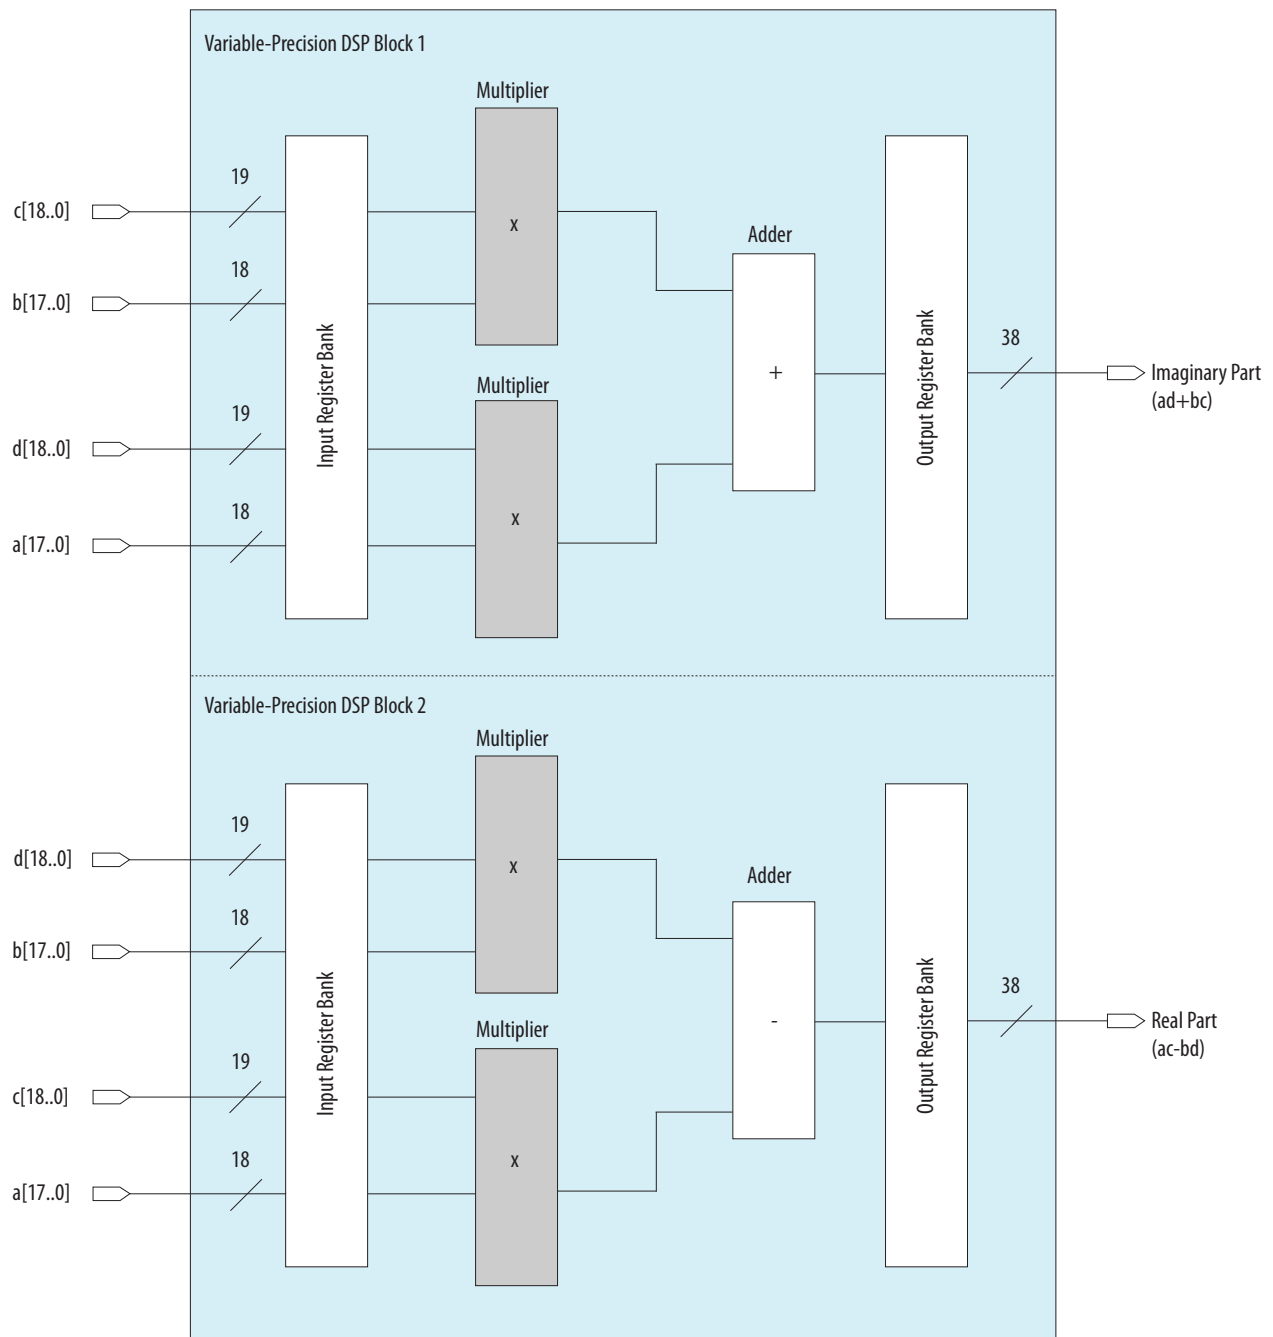 Variable-Precision DSP Block 1
Multiplier
19
c[18..0]
x
Adder
18
b[17..0]
Input Register Bank
Output Register Bank
38
+
Imaginary Part
(ad+bc)
Multiplier
19
d[18..0]
18
x
a[17..0]
Variable-Precision DSP Block 2
Multiplier
19
d[18..0]
x
Adder
18
b[17..0]
Input Register Bank
Output Register Bank
38
-
Real Part
(ac-bd)
Multiplier
19
c[18..0]
18
x
a[17..0]